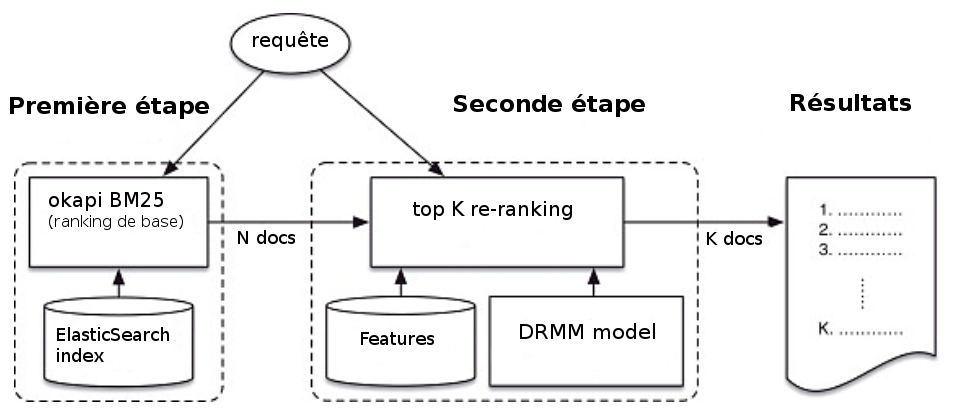 requête
Première étape
Seconde étape
Résultats
okapi BM25
(ranking de base)
top K re-ranking
N docs
K docs
ElasticSearch
index
Features
DRMM model
1. ............
2. ............
3. ............
K. ............